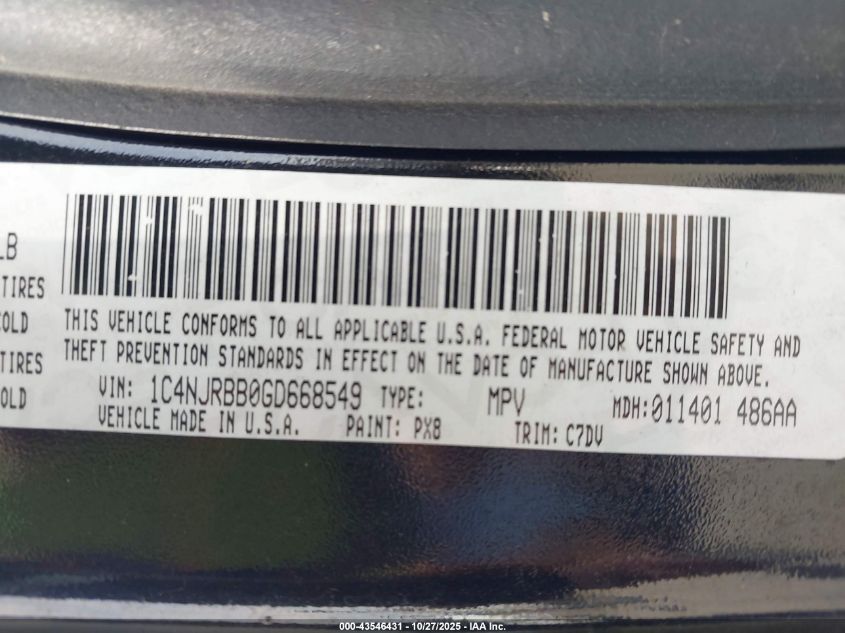 LB
TIRES
COLD
TIRES
OLD
THIS VEHICLE CONFORMS TO ALL APPLICABLE U.S.A. FEDERAL MOTOR VEHICLE SAFETY AND
THEFT PREVENTION STANDARDS IN EFFECT ON THE DATE OF MANUFACTURE SHOWN ABOVE.
VIN: 1C4NJRBB0GD668549 TYPE: MPV MDH:011401 486AA
VEHICLE MADE IN U.S.A. PAINT: PX8 TRIM: C7DV
000-43546431 - 10/27/2025 - IAA Inc.